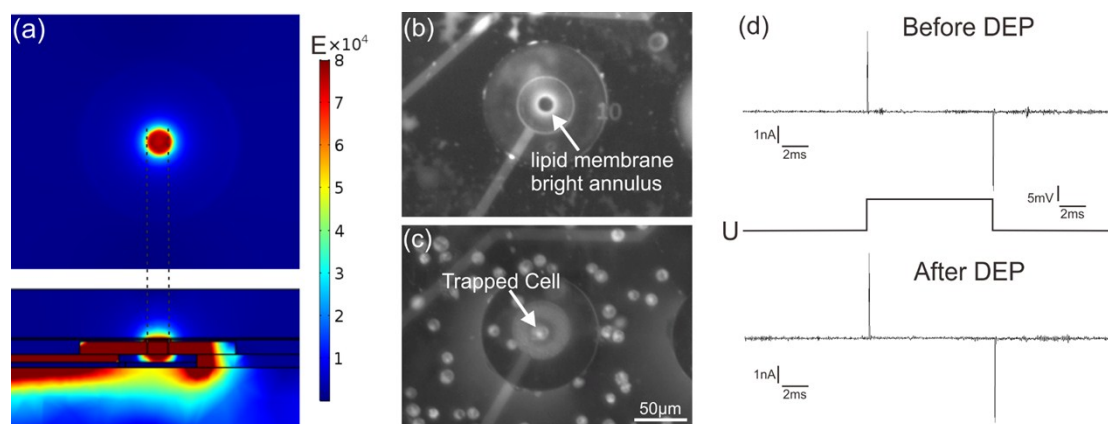 (a)
E×10⁴
8
7
6
5
4
3
2
1
(b)
10
lipid membrane
bright annulus
(c)
Trapped Cell
50μm
(d)
Before DEP
1nA
2ms
5mV
2ms
U
After DEP
1nA
2ms